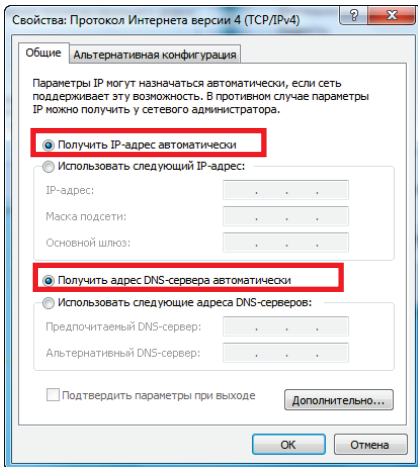 Свойства: Протокол Интернета версии 4 (TCP/IPv4)
Общие
Альтернативная конфигурация
Параметры IP могут назначаться автоматически, если сеть
поддерживает эту возможность. В противном случае параметры
IP можно получить у сетевого администратора.
Получить IP-адрес автоматически
Использовать следующий IP-адрес:
IP-адрес:
Маска подсети:
Основной шлюз:
Получить адрес DNS-сервера автоматически
Использовать следующие адреса DNS-серверов:
Предпочитаемый DNS-сервер:
Альтернативный DNS-сервер:
Подтвердить параметры при выходе
Дополнительно...
ОК
Отмена